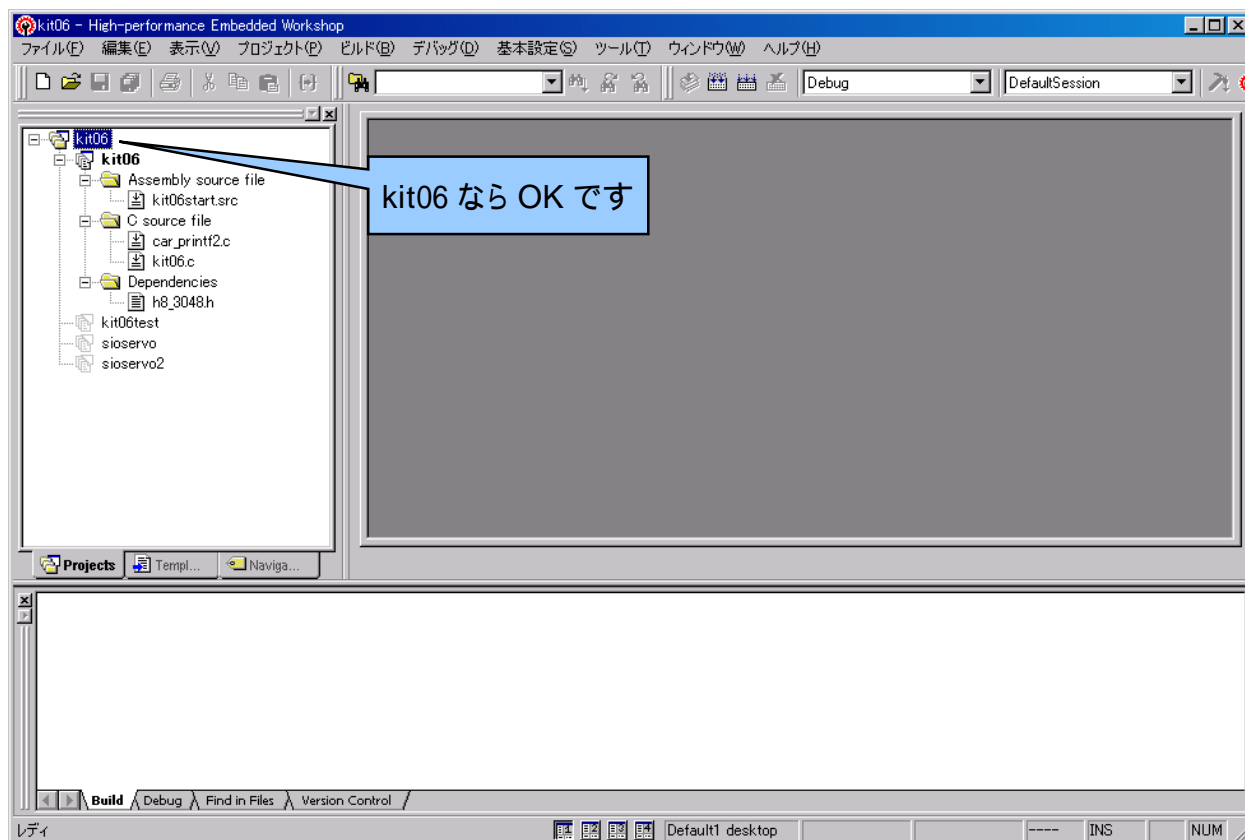 kit06 - High-performance Embedded Workshop
ファイル(F) 編集(E) 表示(V) プロジェクト(P) ビルド(B) デバッグ(D) 基本設定(S) ツール(T) ウィンドウ(W) ヘルプ(H)
Debug DefaultSession
kit06
kit06
Assembly source file
kit06start.src
C source file
car_printf2.c
kit06.c
Dependencies
h8_3048.h
kit06test
sioservo
sioservo2
kit06 なら OK です
Projects Templ... Naviga...
Build Debug Find in Files Version Control
レディ 1 2 3 4 Default1 desktop ---- INS NUM